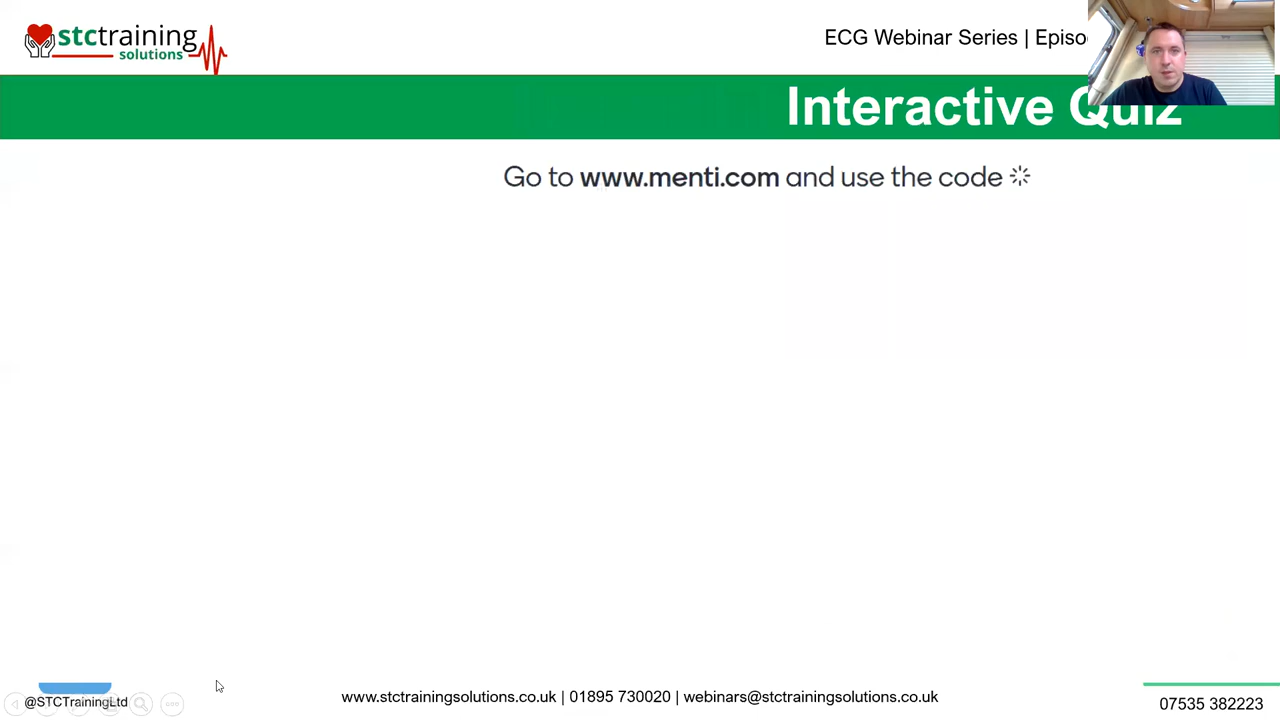 stctraining
solutions
ECG Webinar Series | Episo
Interactive Quiz
Go to www.menti.com and use the code
@STCTrainingLtd
www.stctrainingsolutions.co.uk | 01895 730020 | webinars@stctrainingsolutions.co.uk
07535 382223